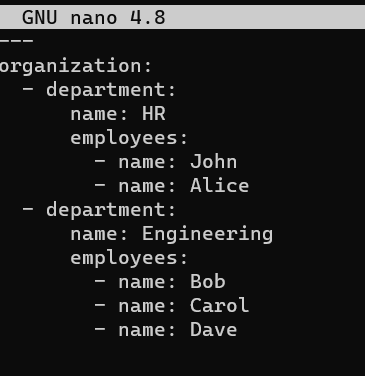 GNU nano 4.8
---
organization:
  - department:
      name: HR
      employees:
        - name: John
        - name: Alice
  - department:
      name: Engineering
      employees:
        - name: Bob
        - name: Carol
        - name: Dave